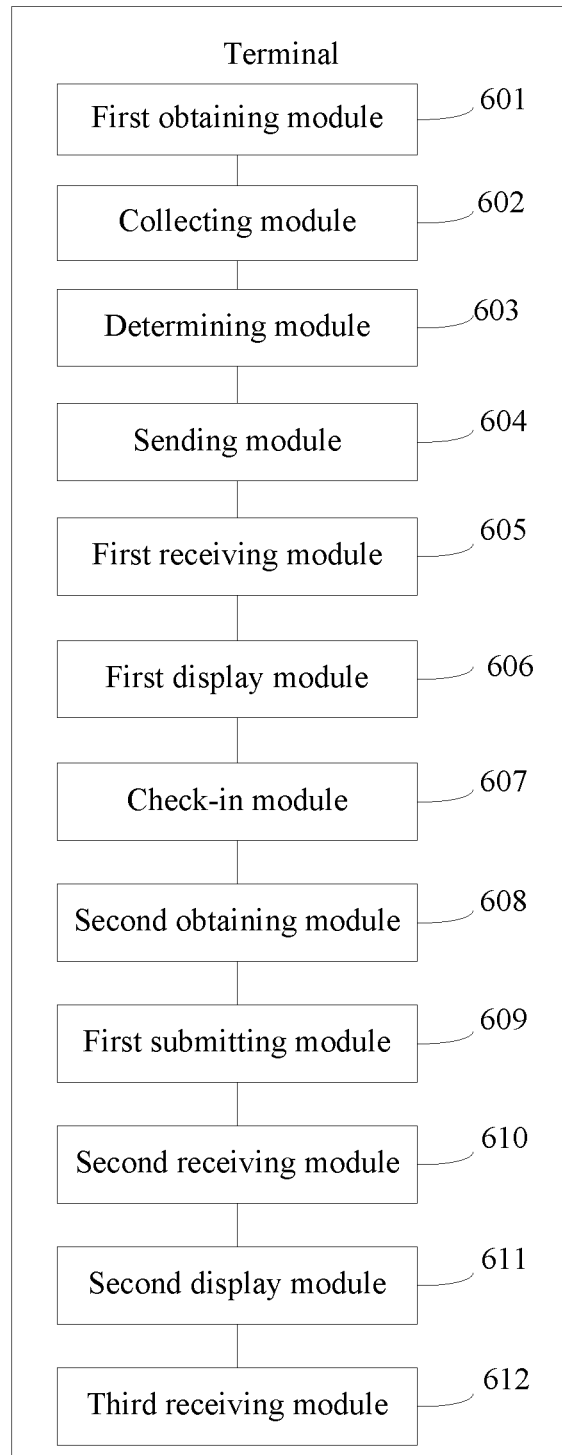 Terminal
First obtaining module 601
Collecting module 602
Determining module 603
Sending module 604
First receiving module 605
First display module 606
Check-in module 607
Second obtaining module 608
First submitting module 609
Second receiving module 610
Second display module 611
Third receiving module 612